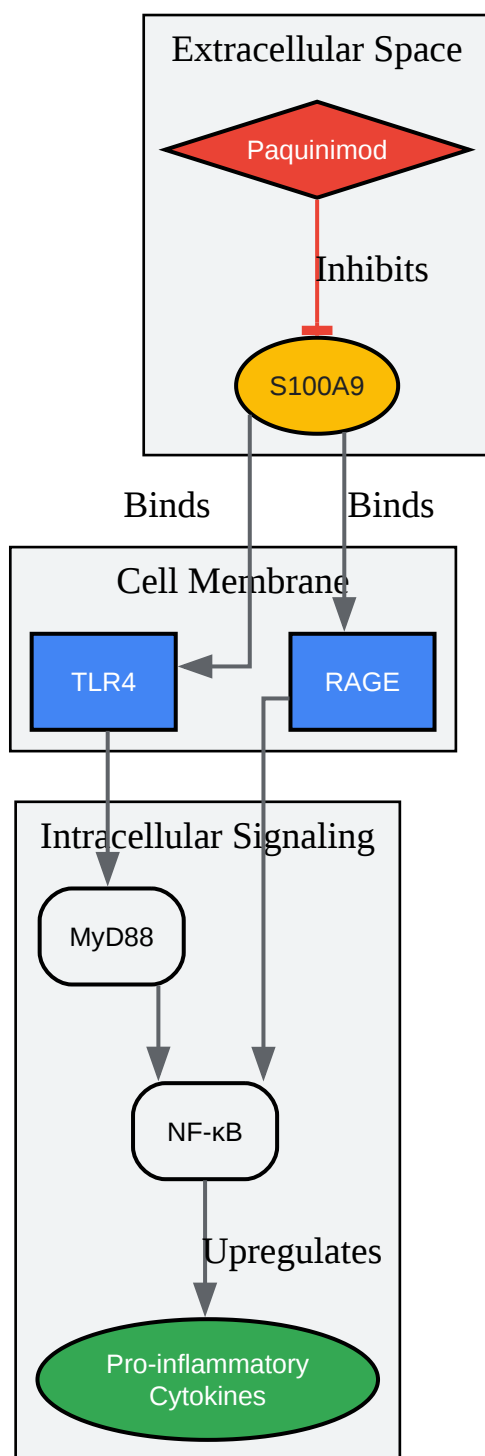 Extracellular Space
Paquinimod
Inhibits
S100A9
Binds
Binds
Cell Membrane
TLR4
RAGE
Intracellular Signaling
MyD88
NF-κB
Upregulates
Pro-inflammatory
Cytokines